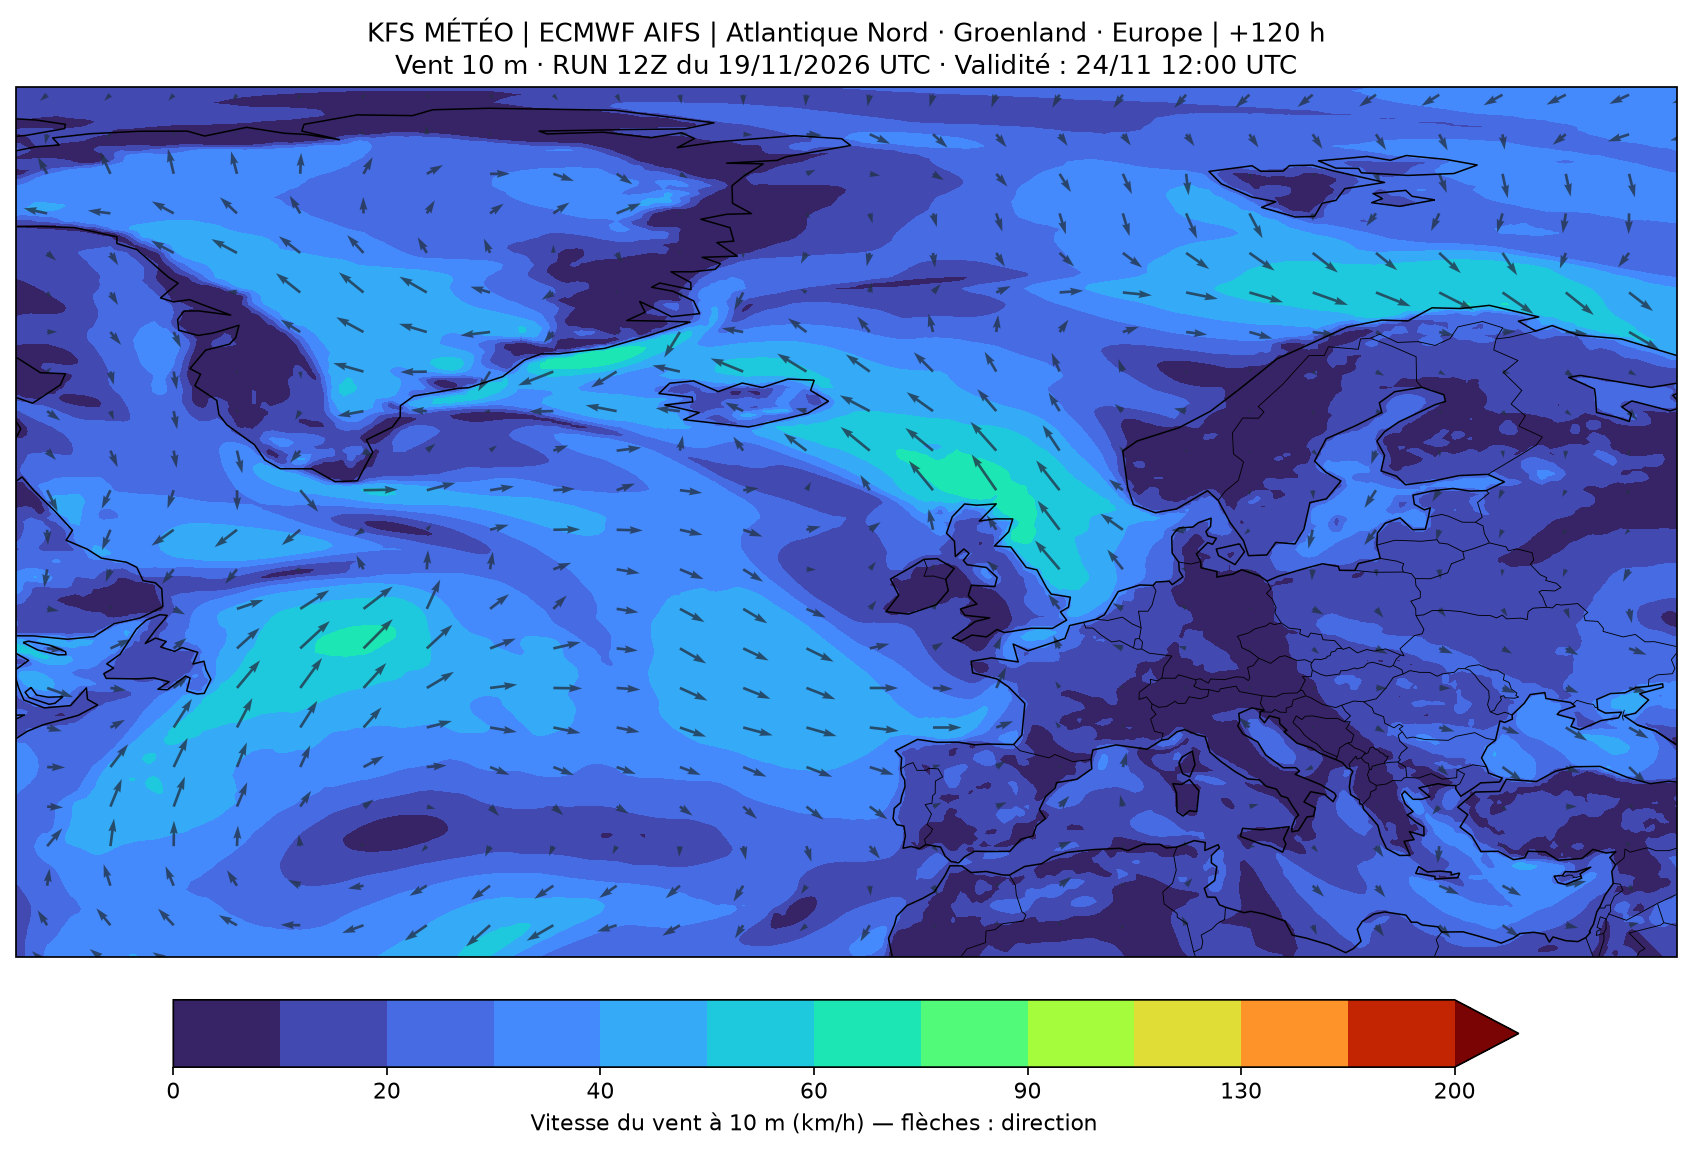 KFS MÉTÉO | ECMWF AIFS | Atlantique Nord · Groenland · Europe | +120 h
Vent 10 m · RUN 12Z du 19/11/2026 UTC · Validité : 24/11 12:00 UTC
0 20 40 60 90 130 200
Vitesse du vent à 10 m (km/h) — flèches : direction